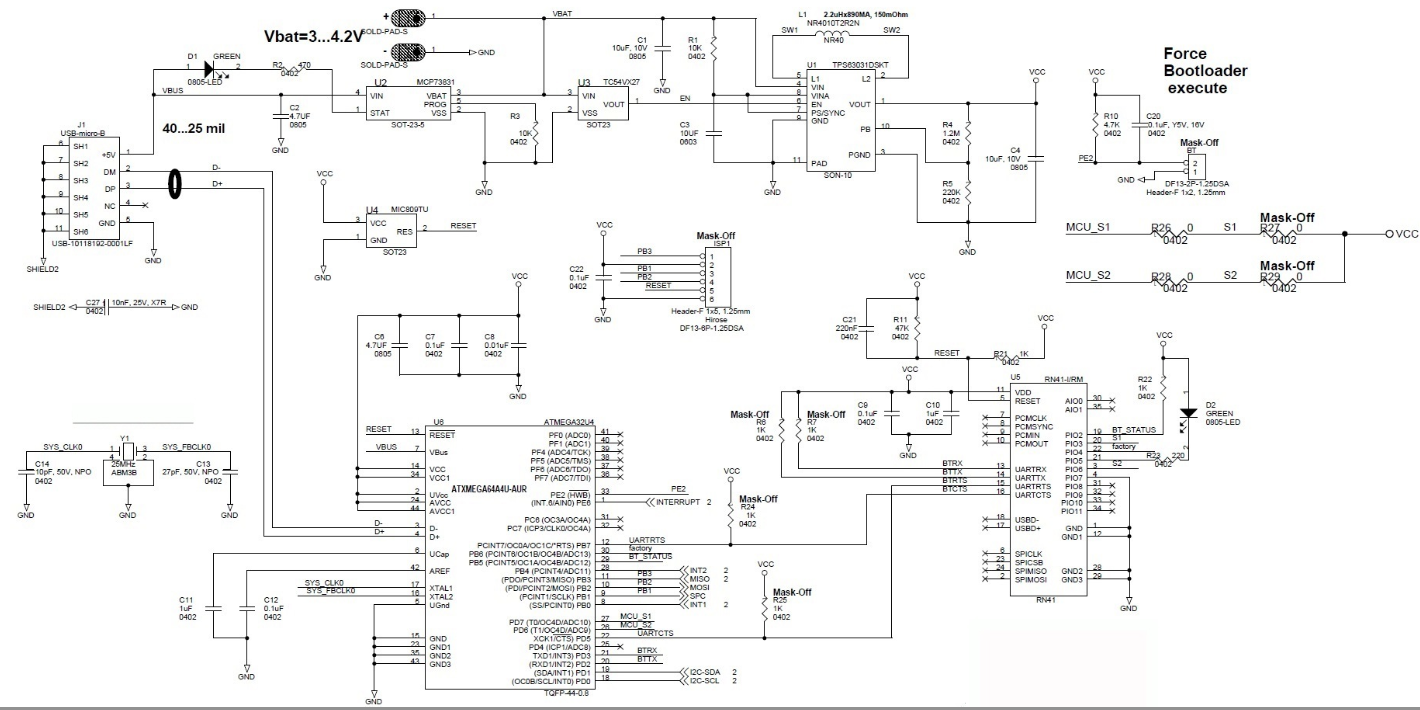 Vbat=3...4.2V
+
SOLD-PAD-S
1
VBAT
-
SOLD-PAD-S
1
GND
D1
GREEN
1
2
0805-LED
R2
470
0402
VBUS
C2
4.7UF
0805
GND
U2
MCP73831
4
VIN
VBAT
3
PROG
5
1
STAT
VSS
2
SOT-23-5
R3
10K
0402
GND
U3
TC54VX27
3
VIN
VOUT
1
2
VSS
SOT23
EN
C1
10uF, 10V
0805
GND
R1
10K
0402
C3
10UF
0603
GND
L1
2.2uHx890MA, 150mOhm
NR4010T2R2N
SW1
SW2
NR40
U1
TPS63031DSKT
5
L1
L2
2
4
VIN
8
VINA
6
EN
7
PS/SYNC
9
GND
VOUT
1
PB
10
PGND
3
11
PAD
SON-10
R4
1.2M
0402
R5
220K
0402
C4
10uF, 10V
0805
VCC
GND
Force
Bootloader
execute
VCC
R10
4.7K
0402
C20
0.1uF, Y5V, 16V
0402
PE2
Mask-Off
BT
2
1
GND
DF13-2P-1.25DSA
Header-F 1x2, 1.25mm
J1
USB-micro-B
40...25 mil
6
SH1
7
SH2
8
SH3
9
SH4
10
SH5
11
SH6
+5V
1
DM
2
DP
3
NC
4
GND
5
USB-10118192-0001LF
D-
D+
SHIELD2
GND
SHIELD2
C27
10nF, 25V, X7R
0402
GND
VCC
U4
MIC809TU
3
VCC
RES
2
RESET
1
GND
SOT23
GND
VCC
C22
0.1uF
0402
GND
Mask-Off
ISP1
PB3
PB1
PB2
RESET
1
2
3
4
5
6
Header-F 1x5, 1.25mm
Hirose
DF13-6P-1.25DSA
MCU_S1
R26
0
0402
S1
Mask-Off
R27
0
0402
VCC
MCU_S2
R28
0
0402
S2
Mask-Off
R29
0
0402
VCC
C6
4.7UF
0805
C7
0.1uF
0402
C8
0.01uF
0402
GND
VCC
C21
220nF
0402
R11
47K
0402
RESET
R21
1K
0402
VCC
VCC
C9
0.1uF
0402
C10
1uF
0402
GND
Mask-Off
R6
1K
0402
Mask-Off
R7
1K
0402
BTRX
BTTX
BTRTS
BTCTS
U5
RN41-I/RM
11
VDD
5
RESET
7
PCMCLK
8
PCMSYNC
9
PCMIN
10
PCMOUT
13
UARTRX
14
UARTTX
15
UARTRTS
16
UARTCTS
18
USBD-
17
USBD+
6
SPICLK
23
SPICSB
24
SPIMISO
2
SPIMOSI
AIO0
30
AIO1
35
PIO2
19
BT_STATUS
PIO3
20
S1
PIO4
22
factory
PIO5
21
PIO6
3
S2
PIO7
4
PIO8
31
PIO9
32
PIO10
33
PIO11
34
GND
1
GND1
12
GND2
28
GND3
29
RN41
GND
VCC
R22
1K
0402
D2
GREEN
0805-LED
1
2
R23
220
0402
SYS_CLK0
Y1
SYS_FBCLK0
1
3
4
2
25MHz
ABM3B
C14
10pF, 50V, NPO
0402
C13
27pF, 50V, NPO
0402
GND
GND
GND
U6
ATMEGA32U4
ATXMEGA64A4U-AUR
RESET
13
RESET
VBUS
7
VBus
14
VCC
34
VCC1
2
UVcc
24
AVCC
44
AVCC1
D-
3
D-
D+
4
D+
6
UCap
42
AREF
SYS_CLK0
17
XTAL1
SYS_FBCLK0
16
XTAL2
5
UGnd
15
GND
23
GND1
35
GND2
43
GND3
PF0 (ADC0)
41
PF1 (ADC1)
40
PF4 (ADC4/TCK)
39
PF5 (ADC5/TMS)
38
PF6 (ADC6/TDO)
37
PF7 (ADC7/TDI)
36
PE2 (HWB)
33
PE2
(INT.6/AIN0) PE6
1
INTERRUPT 2
PC6 (OC3A/OC4A)
31
PC7 (ICP3/CLK0/OC4A)
32
PCINT7/OC0A/OC1C/*RTS) PB7
12
UARTRTS
PB6 (PCINT6/OC1B/OC4B/ADC13)
30
factory
PB5 (PCINT5/OC1A/OC4B/ADC12)
29
BT_STATUS
PB4 (PCINT4/ADC11)
28
INT2 2
(PDO/PCINT3/MISO) PB3
11
PB3
MISO 2
(PDI/PCINT2/MOSI) PB2
10
PB2
MOSI
(PCINT1/SCLK) PB1
9
PB1
SPC
(SS/PCINT0) PB0
8
INT1 2
PD7 (T0/OC4D/ADC10)
27
MCU_S1
PD6 (T1/OC4D/ADC9)
26
MCU_S2
XCK1/CTS) PD5
22
UARTCTS
PD4 (ICP1/ADC8)
25
TXD1/INT3) PD3
21
BTRX
(RXD1/INT2) PD2
20
BTTX
(SDA/INT1) PD1
19
I2C-SDA 2
(OC0B/SCL/INT0) PD0
18
I2C-SCL 2
TQFP-44-0.8
VCC
Mask-Off
R24
1K
0402
VCC
Mask-Off
R25
1K
0402
C11
1uF
0402
C12
0.1uF
0402
GND
GND